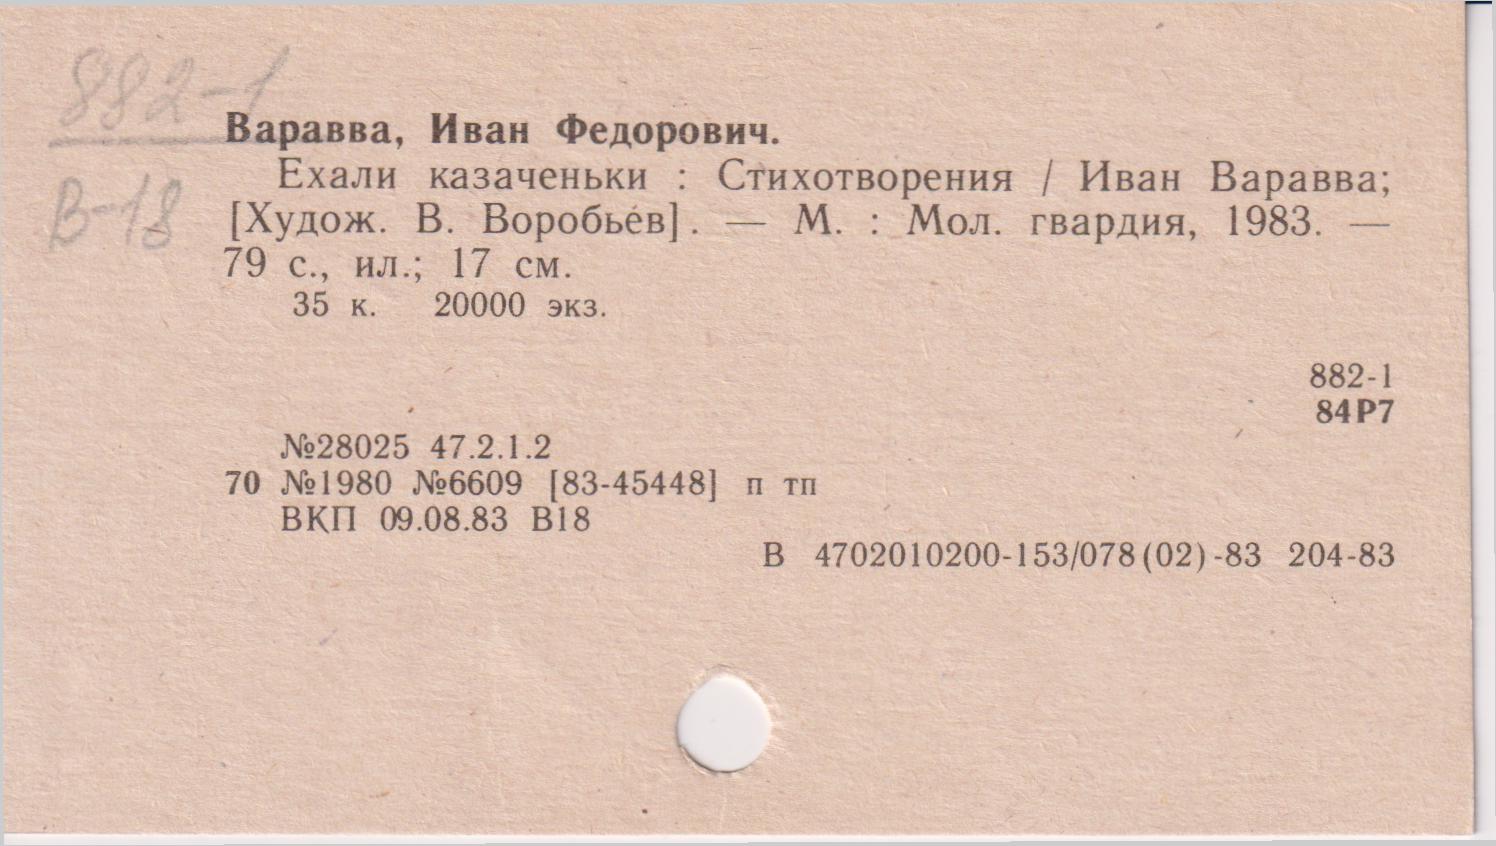 882-1
В-18
Варавва, Иван Федорович.
Ехали казаченьки : Стихотворения / Иван Варавва;
[Худож. В. Воробьёв]. — М. : Мол. гвардия, 1983. —
79 с., ил.; 17 см.
35 к. 20000 экз.
882-1
84Р7
№28025 47.2.1.2
70 №1980 №6609 [83-45448] п тп
ВКП 09.08.83 В18
В 4702010200-153/078(02)-83 204-83